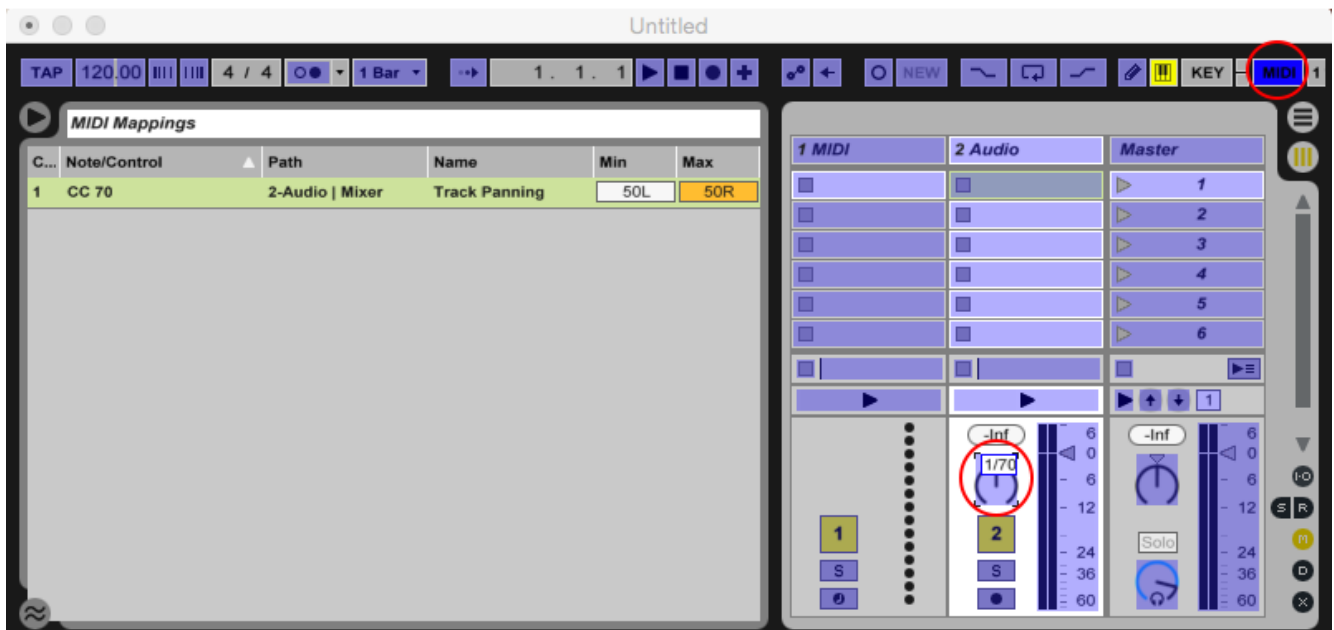 Untitled
TAP 120.00 4 / 4 1 Bar 1. 1. 1 NEW KEY MIDI 1
MIDI Mappings
C... Note/Control Path Name Min Max
1 CC 70 2-Audio | Mixer Track Panning 50L 50R
1 MIDI 2 Audio Master
1
2
3
4
5
6
1
-Inf 6 -Inf 6
1/70 0 0
6 6
I·O
12 12 S R
1 2 Solo M
24 24
S S 36 36 D
60 60 X